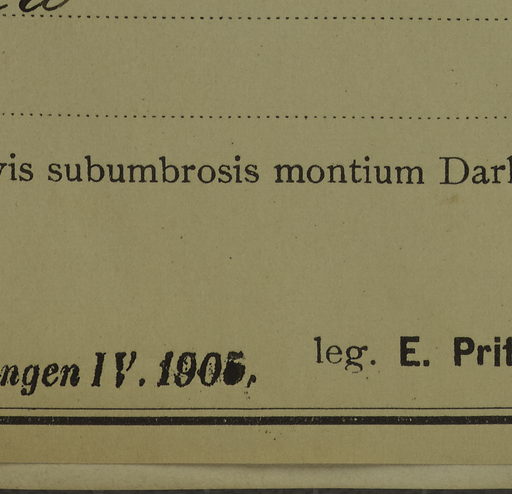 vis subumbrosis montium Darl
leg. E. Prit
ngen IV. 1905.